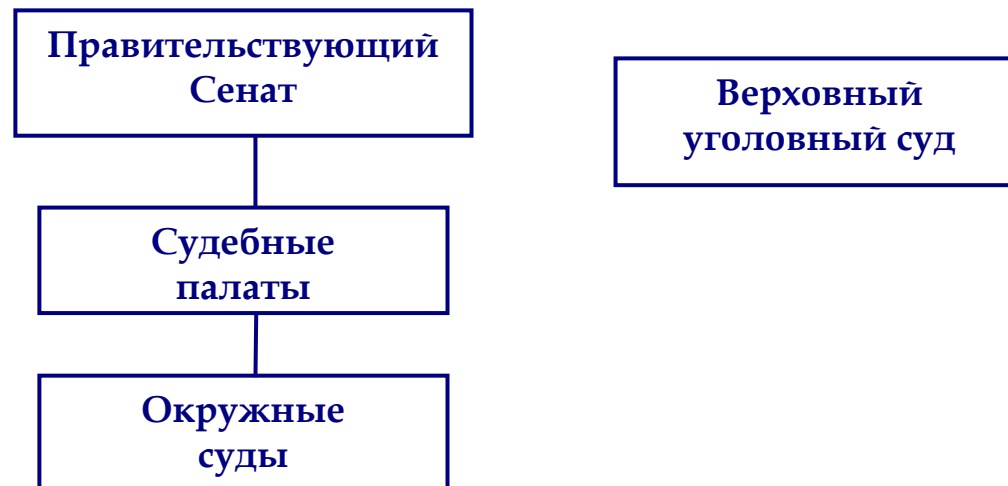 Правительствующий
Сенат
Верховный
уголовный суд
Судебные
палаты
Окружные
суды